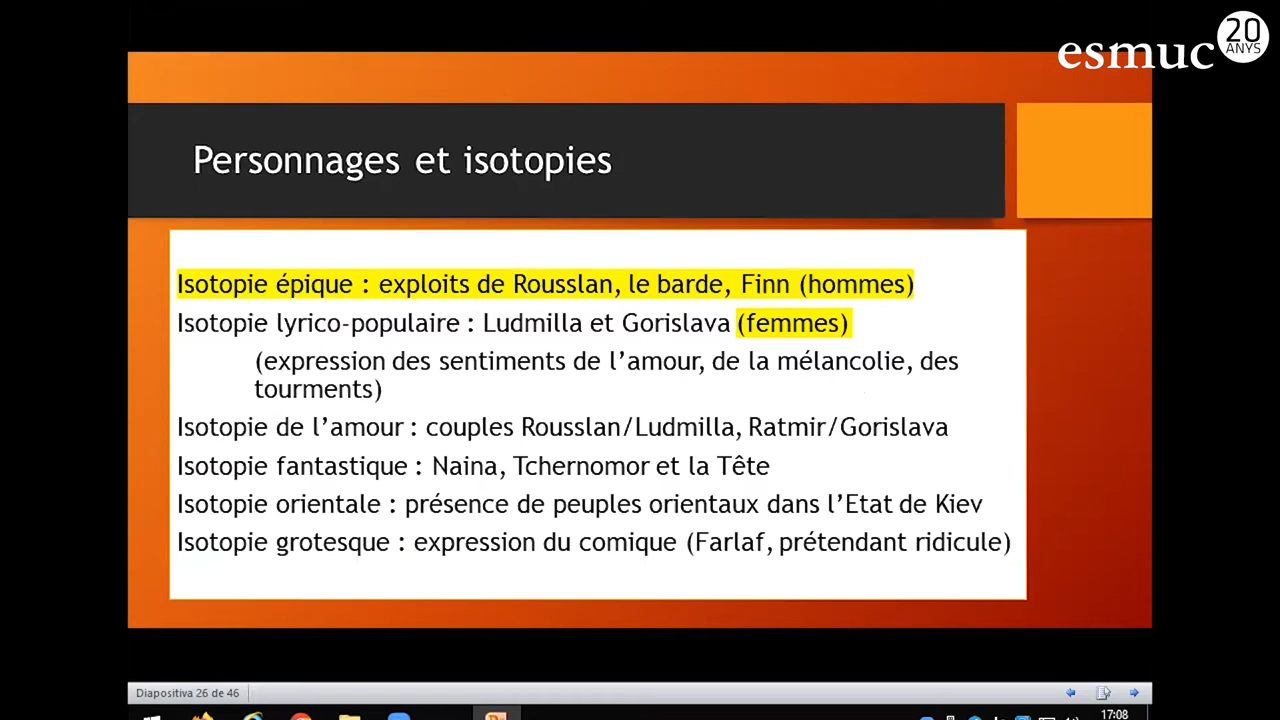 esmuc
20
ANYS
Personnages et isotopies
Isotopie épique : exploits de Rousslan, le barde, Finn (hommes)
Isotopie lyrico-populaire : Ludmilla et Gorislava (femmes)
(expression des sentiments de l’amour, de la mélancolie, des
tourments)
Isotopie de l’amour : couples Rousslan/Ludmilla, Ratmir/Gorislava
Isotopie fantastique : Naina, Tchernomor et la Tête
Isotopie orientale : présence de peuples orientaux dans l’Etat de Kiev
Isotopie grotesque : expression du comique (Farlaf, prétendant ridicule)
Diapositiva 26 de 46
17:08